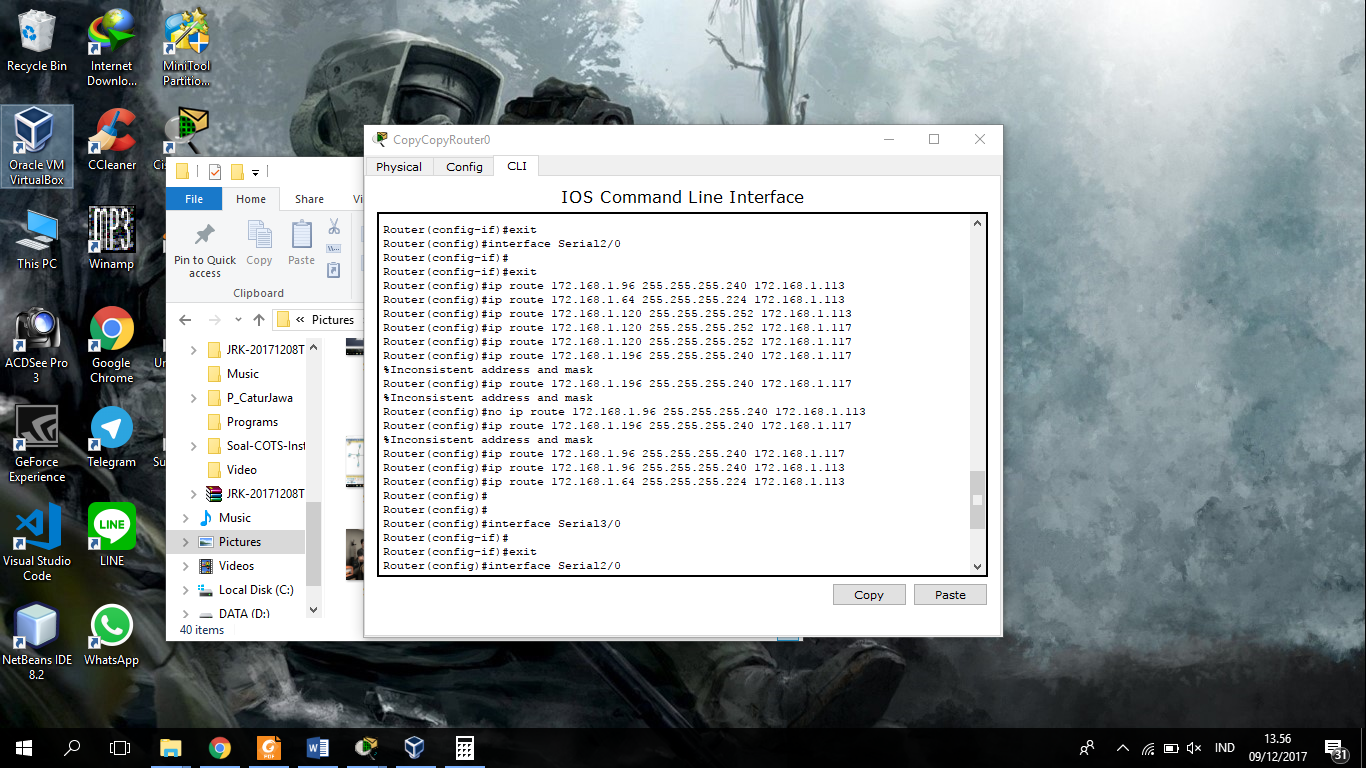 Recycle Bin
Internet
Downlo...
MiniTool
Partitio...
Oracle VM
VirtualBox
CCleaner
Cis
This PC
MP3
Winamp
ACDSee Pro
3
Google
Chrome
Un
GeForce
Experience
Telegram
Su
Visual Studio
Code
LINE
LINE
NetBeans IDE
8.2
WhatsApp
File
Home
Share
Vi
Pin to Quick
access
Copy
Paste
Clipboard
« Pictures
JRK-20171208T
Music
P_CaturJawa
Programs
Soal-COTS-Inst
Video
JRK-20171208T
Music
Pictures
Videos
Local Disk (C:)
DATA (D:)
40 items
CopyCopyRouter0
Physical
Config
CLI
IOS Command Line Interface
Router(config-if)#exit
Router(config)#interface Serial2/0
Router(config-if)#
Router(config-if)#exit
Router(config)#ip route 172.168.1.96 255.255.255.240 172.168.1.113
Router(config)#ip route 172.168.1.64 255.255.255.224 172.168.1.113
Router(config)#ip route 172.168.1.120 255.255.255.252 172.168.1.113
Router(config)#ip route 172.168.1.120 255.255.255.252 172.168.1.117
Router(config)#ip route 172.168.1.120 255.255.255.252 172.168.1.117
Router(config)#ip route 172.168.1.196 255.255.255.240 172.168.1.117
%Inconsistent address and mask
Router(config)#ip route 172.168.1.196 255.255.255.240 172.168.1.117
%Inconsistent address and mask
Router(config)#no ip route 172.168.1.96 255.255.255.240 172.168.1.113
Router(config)#ip route 172.168.1.196 255.255.255.240 172.168.1.117
%Inconsistent address and mask
Router(config)#ip route 172.168.1.96 255.255.255.240 172.168.1.117
Router(config)#ip route 172.168.1.96 255.255.255.240 172.168.1.113
Router(config)#ip route 172.168.1.64 255.255.255.224 172.168.1.113
Router(config)#
Router(config)#
Router(config)#interface Serial3/0
Router(config-if)#
Router(config-if)#exit
Router(config)#interface Serial2/0
Copy
Paste
PDF
IND
13.56
09/12/2017
31